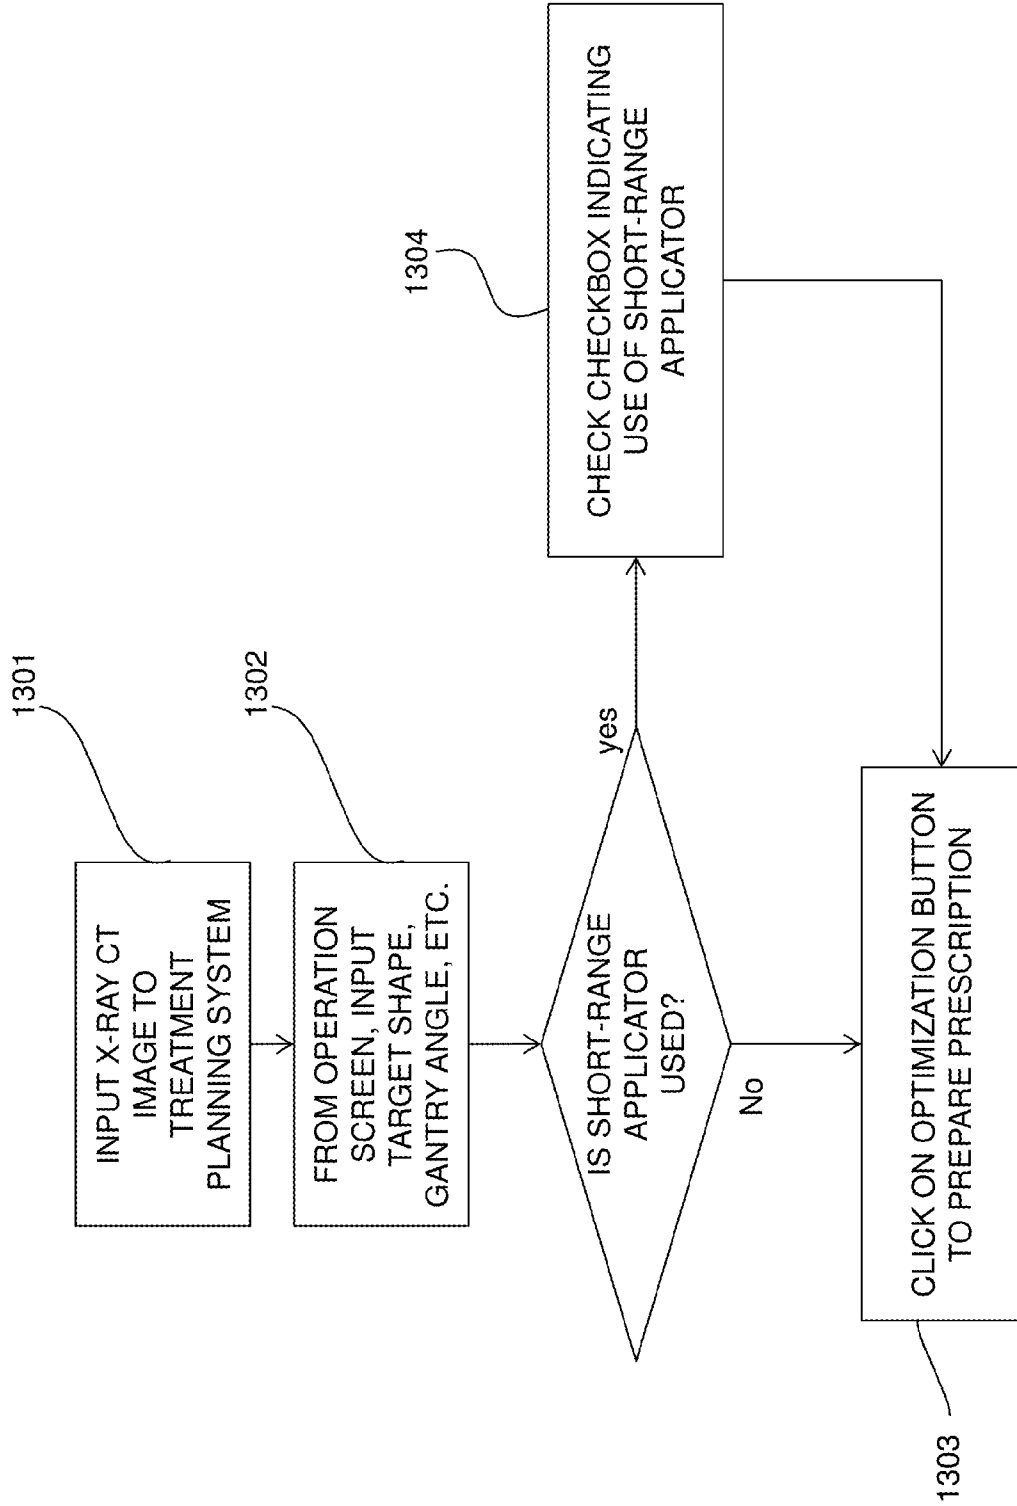 1301
INPUT X-RAY CT
IMAGE TO
TREATMENT
PLANNING SYSTEM
1302
FROM OPERATION
SCREEN, INPUT
TARGET SHAPE,
GANTRY ANGLE, ETC.
IS SHORT-RANGE
APPLICATOR
USED?
yes
No
1304
CHECK CHECKBOX INDICATING
USE OF SHORT-RANGE
APPLICATOR
CLICK ON OPTIMIZATION BUTTON
TO PREPARE PRESCRIPTION
1303